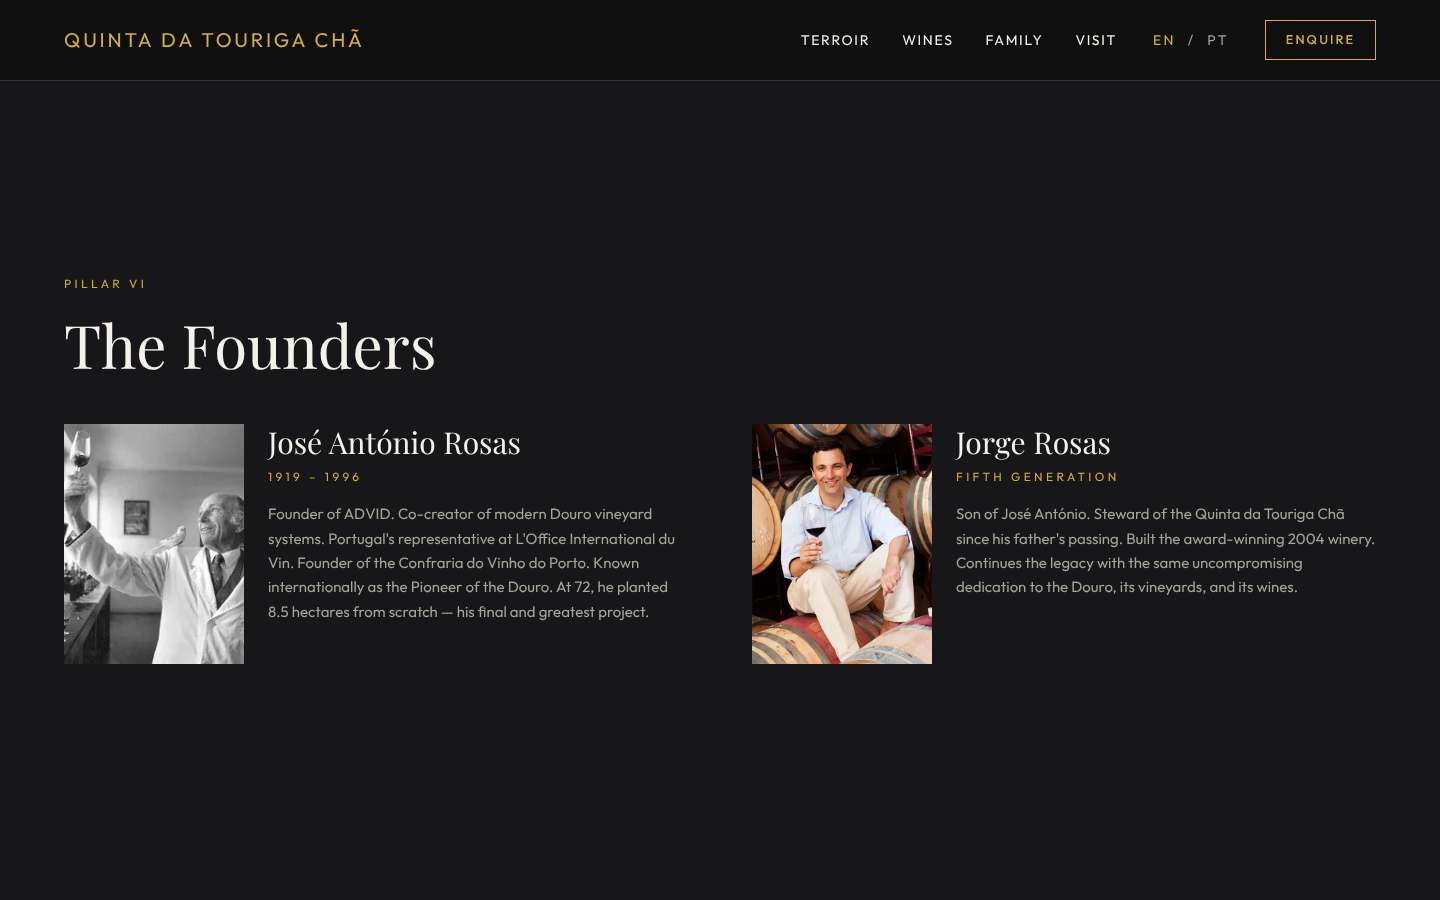 QUINTA DA TOURIGA CHÃ
TERROIR WINES FAMILY VISIT EN / PT ENQUIRE
PILLAR VI
The Founders
José António Rosas
1919 – 1996
Founder of ADVID. Co-creator of modern Douro vineyard
systems. Portugal's representative at L'Office International du
Vin. Founder of the Confraria do Vinho do Porto. Known
internationally as the Pioneer of the Douro. At 72, he planted
8.5 hectares from scratch — his final and greatest project.
Jorge Rosas
FIFTH GENERATION
Son of José António. Steward of the Quinta da Touriga Chã
since his father's passing. Built the award-winning 2004 winery.
Continues the legacy with the same uncompromising
dedication to the Douro, its vineyards, and its wines.